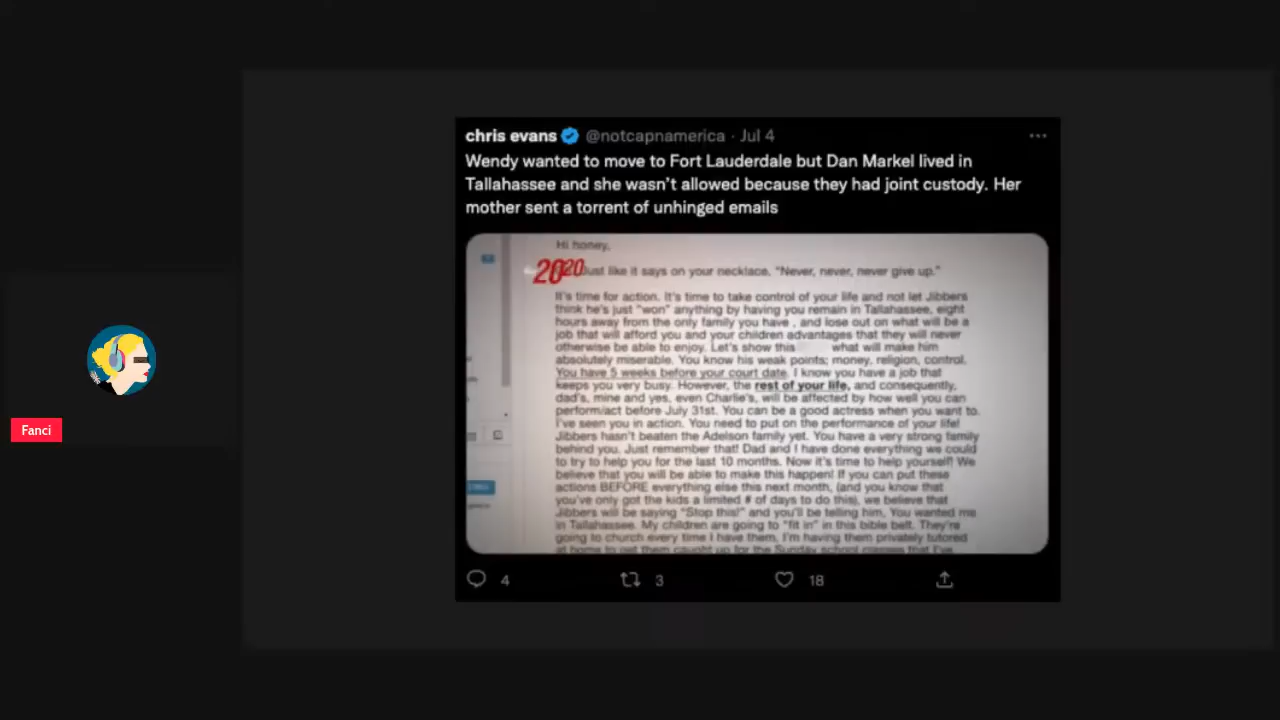 chris evans @notcapnamerica · Jul 4
Wendy wanted to move to Fort Lauderdale but Dan Markel lived in
Tallahassee and she wasn't allowed because they had joint custody. Her
mother sent a torrent of unhinged emails
Hi honey,
2020
Just like it says on your necklace. "Never, never, never give up."
It's time for action. It's time to take control of your life and not let Jibbers
think he's just "won" anything by having you remain in Tallahassee, eight
hours away from the only family you have , and lose out on what will be a
job that will afford you and your children advantages that they will never
otherwise be able to enjoy. Let's show this what will make him
absolutely miserable. You know his weak points; money, religion, control.
You have 5 weeks before your court date. I know you have a job that
keeps you very busy. However, the rest of your life, and consequently,
dad's, mine and yes, even Charlie's, will be affected by how well you can
perform/act before July 31st. You can be a good actress when you want to.
I've seen you in action. You need to put on the performance of your life!
Jibbers hasn't beaten the Adelson family yet. You have a very strong family
behind you. Just remember that! Dad and I have done everything we could
to try to help you for the last 10 months. Now it's time to help yourself! We
believe that you will be able to make this happen! If you can put these
actions BEFORE everything else this next month, (and you know that
you've only got the kids a limited # of days to do this), we believe that
Jibbers will be saying "Stop this!" and you'll be telling him, You wanted me
in Tallahassee. My children are going to "fit in" in this bible belt. They're
going to church every time I have them. I'm having them privately tutored
at home to get them caught up for the Sunday school classes that I've
4 3 18
Fanci